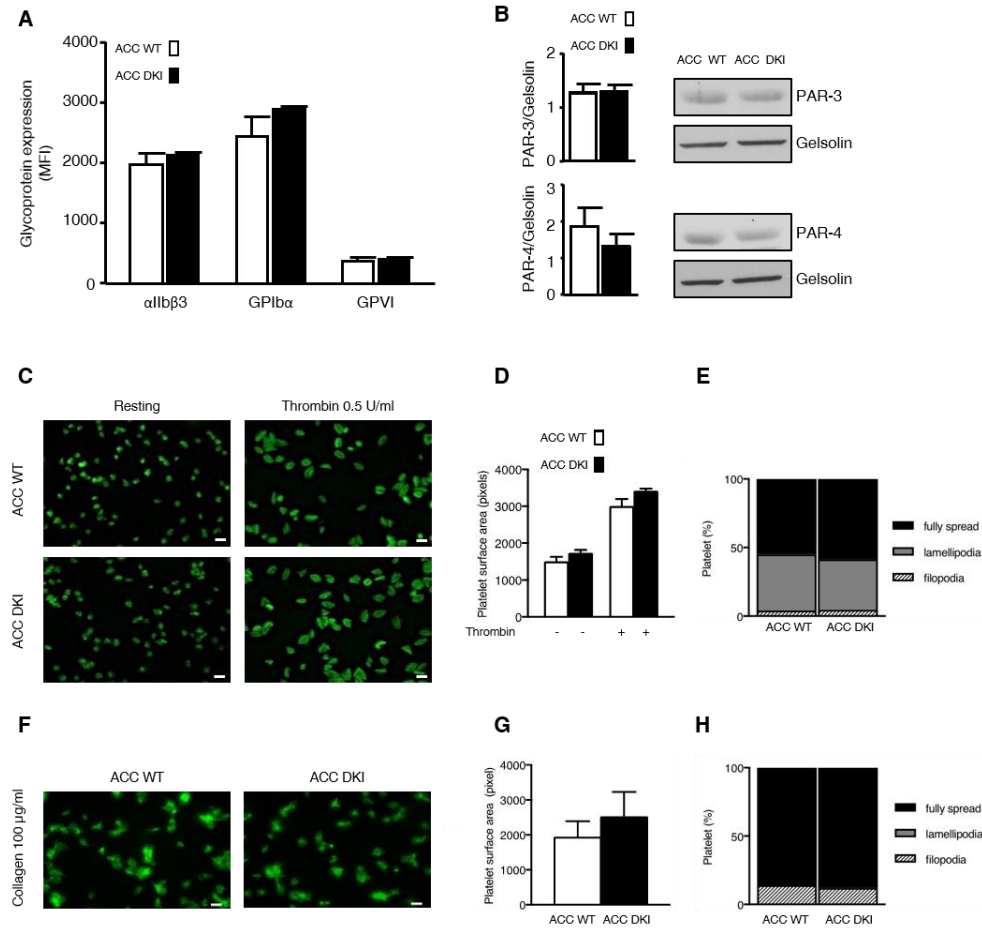 A
4000
3000
2000
1000
0
Glycoprotein expression
(MFI)
ACC WT
ACC DKI
αIIbβ3
GPIbα
GPVI
B
ACC WT
ACC DKI
2
1
0
PAR-3/Gelsolin
ACC WT ACC DKI
PAR-3
Gelsolin
3
2
1
0
PAR-4/Gelsolin
PAR-4
Gelsolin
C
Resting
Thrombin 0.5 U/ml
ACC WT
ACC DKI
D
ACC WT
ACC DKI
4000
3000
2000
1000
0
Platelet surface area (pixels)
Thrombin - - + +
E
100
50
0
Platelet (%)
ACC WT ACC DKI
fully spread
lamellipodia
filopodia
F
ACC WT
ACC DKI
Collagen 100 µg/ml
G
4000
3000
2000
1000
0
Platelet surface area (pixel)
ACC WT ACC DKI
H
100
50
0
Platelet (%)
ACC WT ACC DKI
fully spread
lamellipodia
filopodia